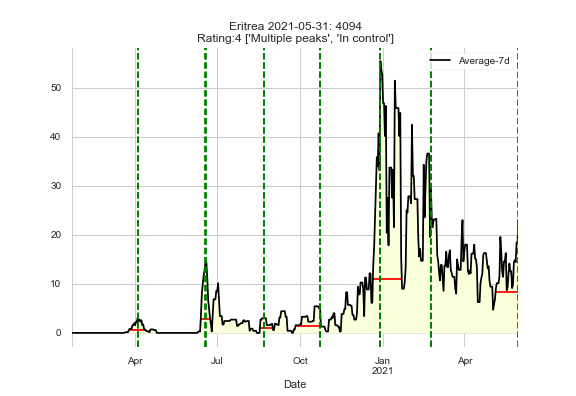 Eritrea 2021-05-31: 4094
Rating:4 ['Multiple peaks', 'In control']
Average-7d
50
40
30
20
10
0
Apr
Jul
Oct
Jan
2021
Apr
Date